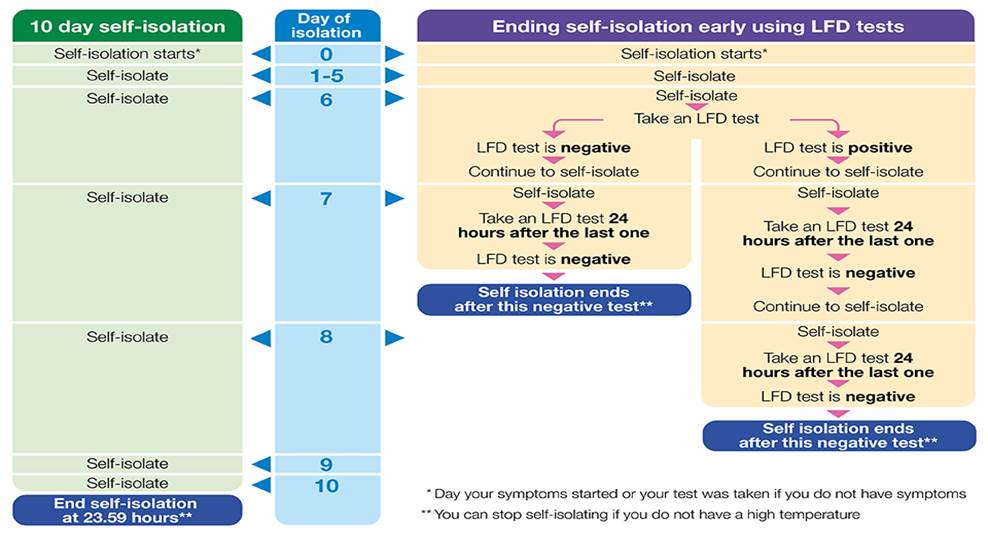 10 day self-isolation
Day of
isolation
Ending self-isolation early using LFD tests
Self-isolation starts*
0
Self-isolation starts*
Self-isolate
1-5
Self-isolate
Self-isolate
6
Self-isolate
Take an LFD test
LFD test is negative
LFD test is positive
Continue to self-isolate
Continue to self-isolate
Self-isolate
7
Self-isolate
Self-isolate
Take an LFD test 24
hours after the last one
Take an LFD test 24
hours after the last one
LFD test is negative
LFD test is negative
Self isolation ends
after this negative test**
Continue to self-isolate
Self-isolate
8
Self-isolate
Take an LFD test 24
hours after the last one
LFD test is negative
Self isolation ends
after this negative test**
Self-isolate
9
Self-isolate
10
End self-isolation
at 23.59 hours**
* Day your symptoms started or your test was taken if you do not have symptoms
** You can stop self-isolating if you do not have a high temperature